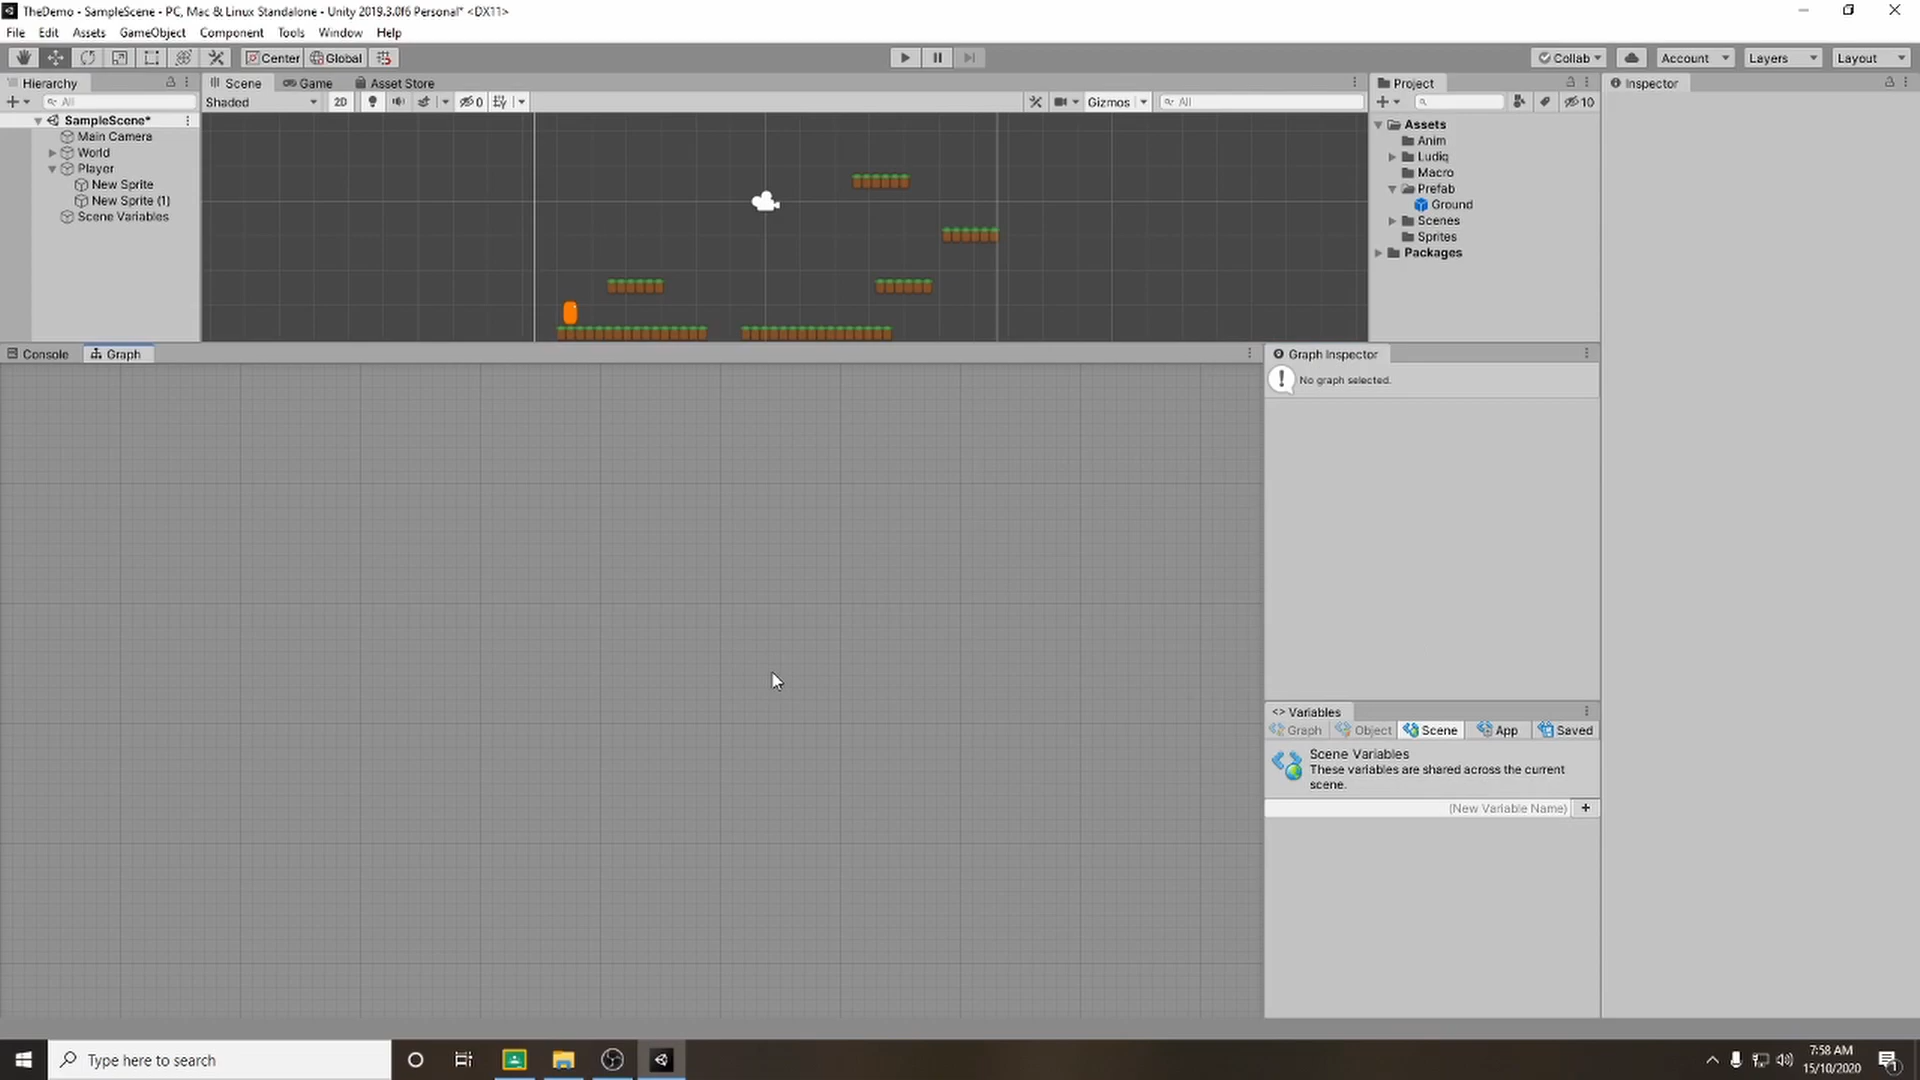 TheDemo - SampleScene - PC, Mac & Linux Standalone - Unity 2019.3.0f6 Personal* <DX11>
File Edit Assets GameObject Component Tools Window Help
Center Global Collab Account Layers Layout
Hierarchy Scene Game Asset Store Project Inspector
All Shaded 2D 0 Gizmos All 10
SampleScene*
Main Camera
World
Player
New Sprite
New Sprite (1)
Scene Variables
Assets
Anim
Ludiq
Macro
Prefab
Ground
Scenes
Sprites
Packages
Console Graph Graph Inspector
No graph selected.
<> Variables
Graph Object Scene App Saved
Scene Variables
These variables are shared across the current
scene.
(New Variable Name) +
Type here to search
7:58 AM
15/10/2020
1